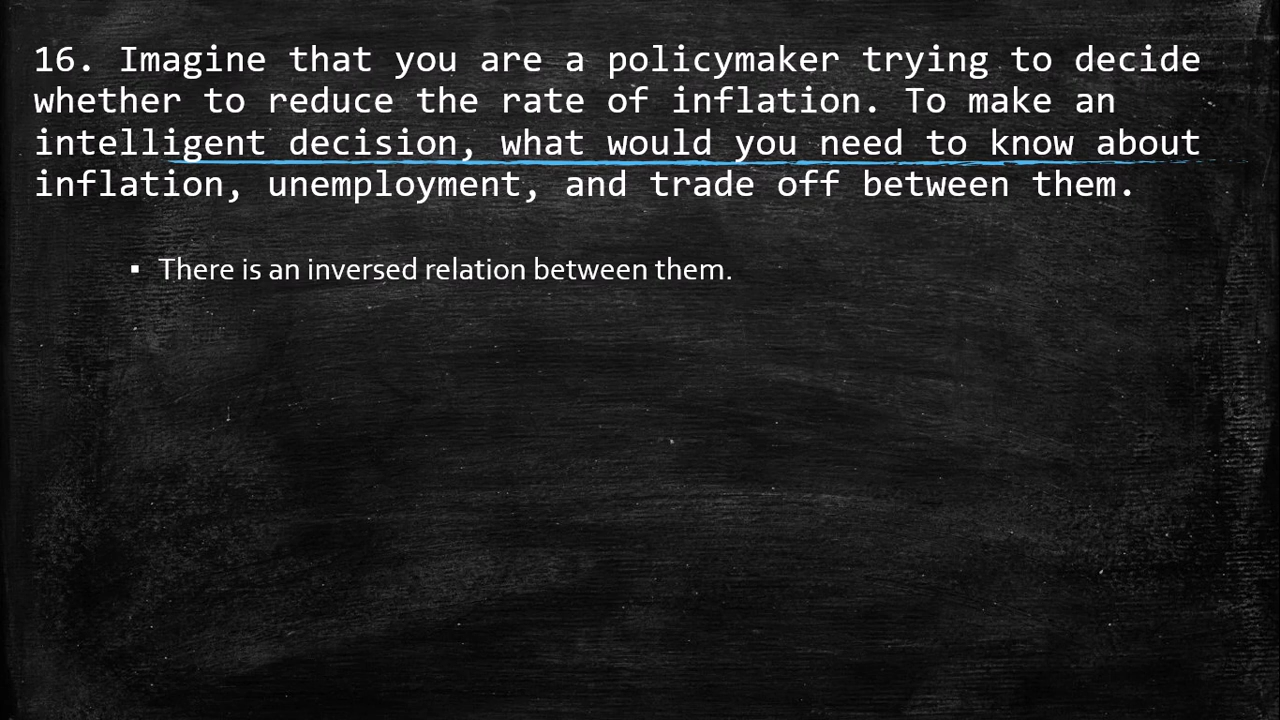 16. Imagine that you are a policymaker trying to decide
whether to reduce the rate of inflation. To make an
intelligent decision, what would you need to know about
inflation, unemployment, and trade off between them.
▪ There is an inversed relation between them.